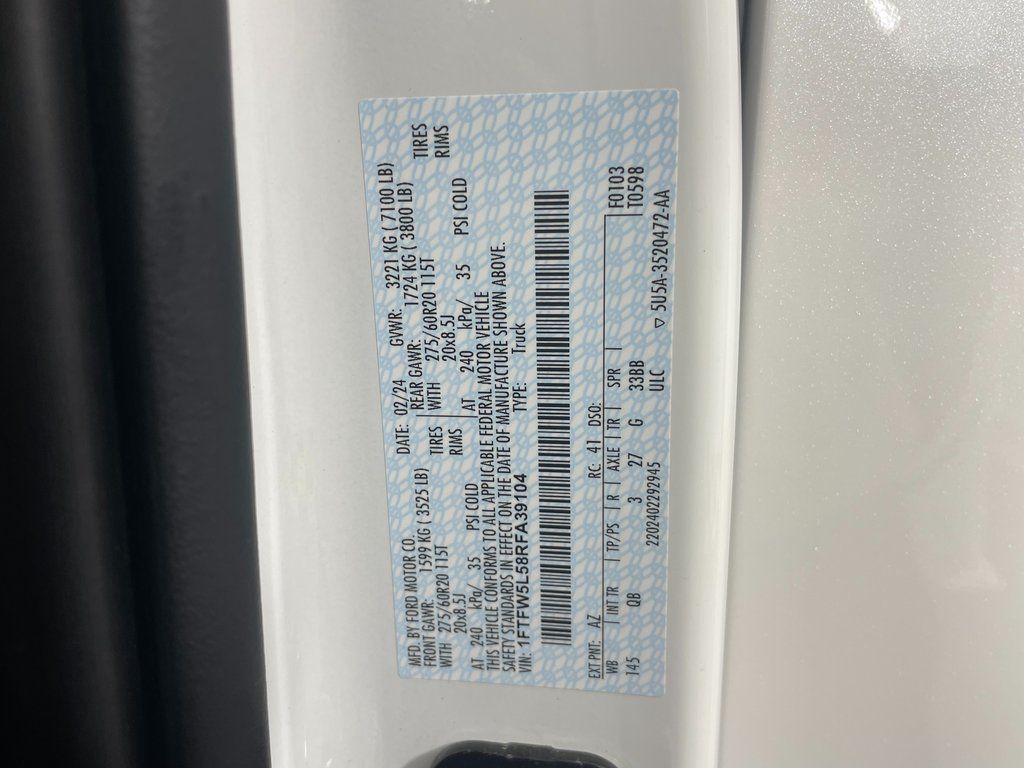 MFD. BY FORD MOTOR CO.
DATE: 02/24 GVWR: 3221 KG ( 7100 LB)
FRONT GAWR: 1599 KG ( 3525 LB) REAR GAWR: 1724 KG ( 3800 LB)
WITH 275/60R20 115T TIRES WITH 275/60R20 115T TIRES
20x8.5J RIMS 20x8.5J RIMS
AT 240 kPa/ 35 PSI COLD AT 240 kPa/ 35 PSI COLD
THIS VEHICLE CONFORMS TO ALL APPLICABLE FEDERAL MOTOR VEHICLE
SAFETY STANDARDS IN EFFECT ON THE DATE OF MANUFACTURE SHOWN ABOVE.
VIN: 1FTFW5L58RFA39104 TYPE: Truck
EXT PNT: AZ RC: 41 DSO:
WB INT TR TP/PS R AXLE TR SPR F0103
145 QB 3 27 G 33BB T0598
22024022​92945 ULC ▽ 5U5A-3520472-AA